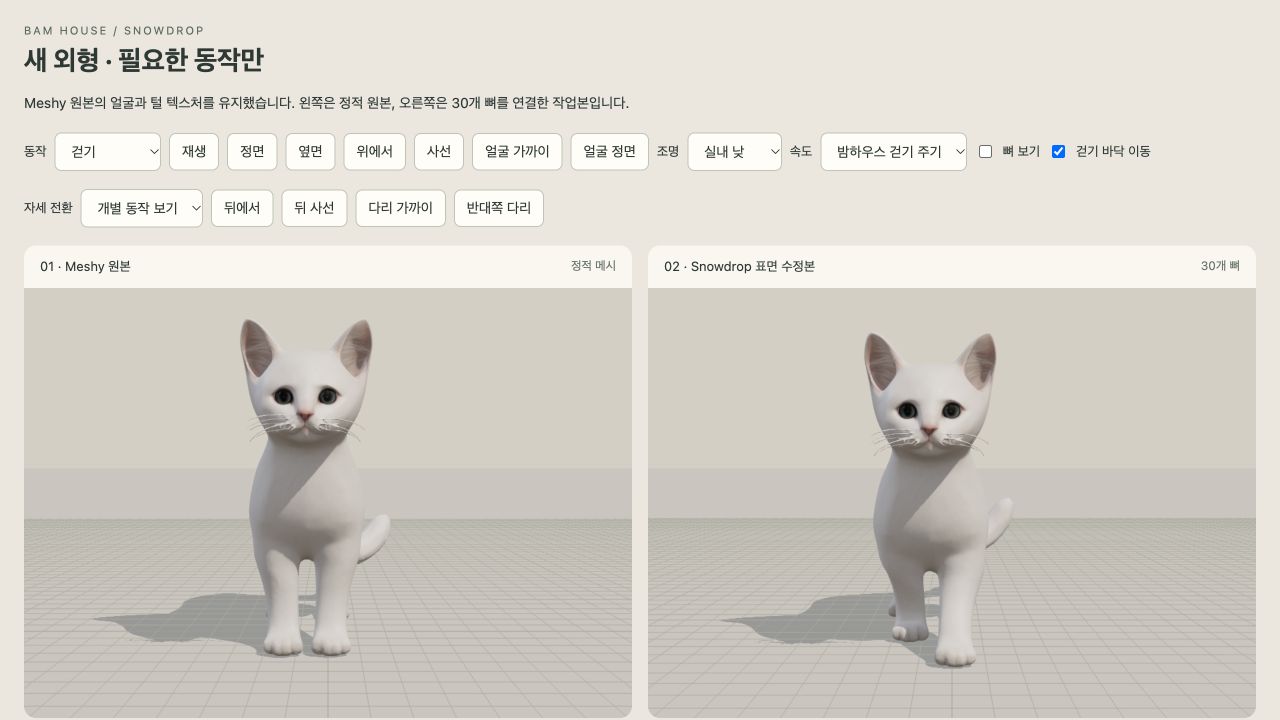 BAM HOUSE / SNOWDROP
새 외형 · 필요한 동작만
Meshy 원본의 얼굴과 털 텍스처를 유지했습니다. 왼쪽은 정적 원본, 오른쪽은 30개 뼈를 연결한 작업본입니다.
동작 걷기 재생 정면 옆면 위에서 사선 얼굴 가까이 얼굴 정면 조명 실내 낮 속도 밤하우스 걷기 주기 뼈 보기 걷기 바닥 이동
자세 전환 개별 동작 보기 뒤에서 뒤 사선 다리 가까이 반대쪽 다리
01 · Meshy 원본 정적 메시
02 · Snowdrop 표면 수정본 30개 뼈